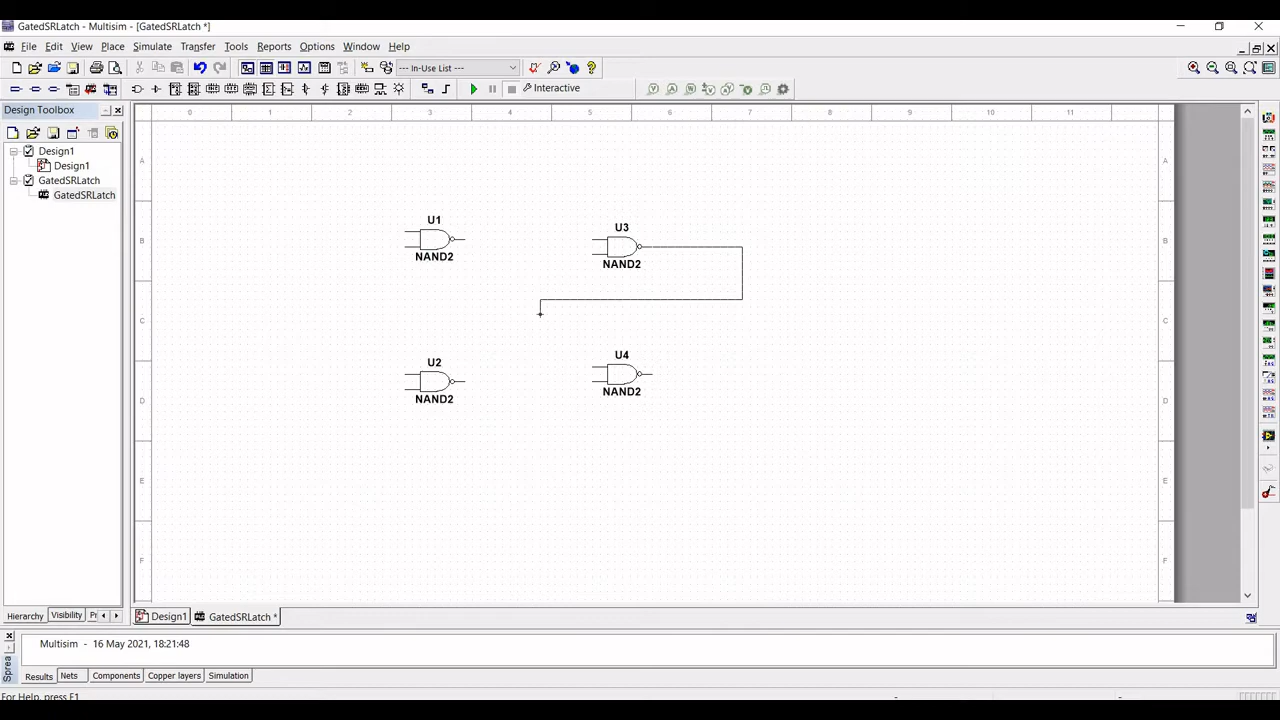 GatedSRLatch - Multisim - [GatedSRLatch *]
File Edit View Place Simulate Transfer Tools Reports Options Window Help
--- In-Use List ---
Interactive
Design Toolbox
0 1 2 3 4 5 6 7 8 9 10 11
Design1
Design1
GatedSRLatch
GatedSRLatch
A A
B B
C C
D D
E E
F F
U1
NAND2
U3
NAND2
U2
NAND2
U4
NAND2
Hierarchy Visibility Pr
Design1 GatedSRLatch *
Multisim - 16 May 2021, 18:21:48
Sprea
Results Nets Components Copper layers Simulation
For Help, press F1